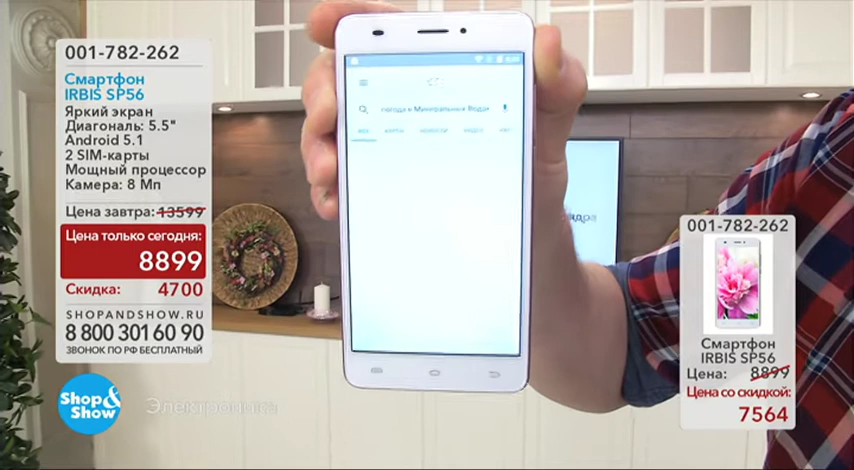 001-782-262
Смартфон
IRBIS SP56
Яркий экран
Диагональ: 5.5"
Android 5.1
2 SIM-карты
Мощный процессор
Камера: 8 Мп
Цена завтра: 13599
Цена только сегодня:
8899
Скидка: 4700
SHOPANDSHOW.RU
8 800 301 60 90
ЗВОНОК ПО РФ БЕСПЛАТНЫЙ
Shop&
Show
погода в Минеральных Водах
001-782-262
Смартфон
IRBIS SP56
Цена: 8899
Цена со скидкой:
7564